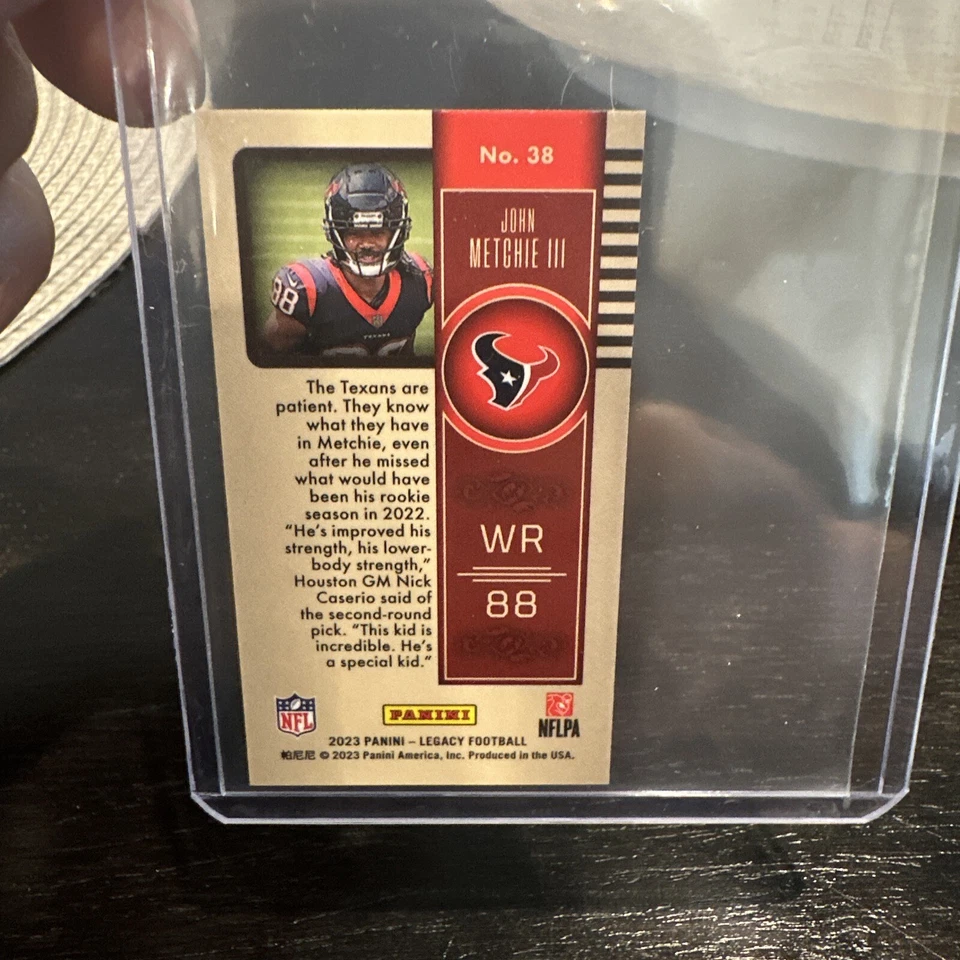 No. 38
JOHN
METCHIE III
88
TEXANS
The Texans are
patient. They know
what they have
in Metchie, even
after he missed
what would have
been his rookie
season in 2022.
“He’s improved his
strength, his lower-
body strength,”
Houston GM Nick
Caserio said of
the second-round
pick. “This kid is
incredible. He’s
a special kid.”
WR
88
NFL
PANINI
NFLPA
2023 PANINI – LEGACY FOOTBALL
帕尼尼 © 2023 Panini America, Inc. Produced in the USA.